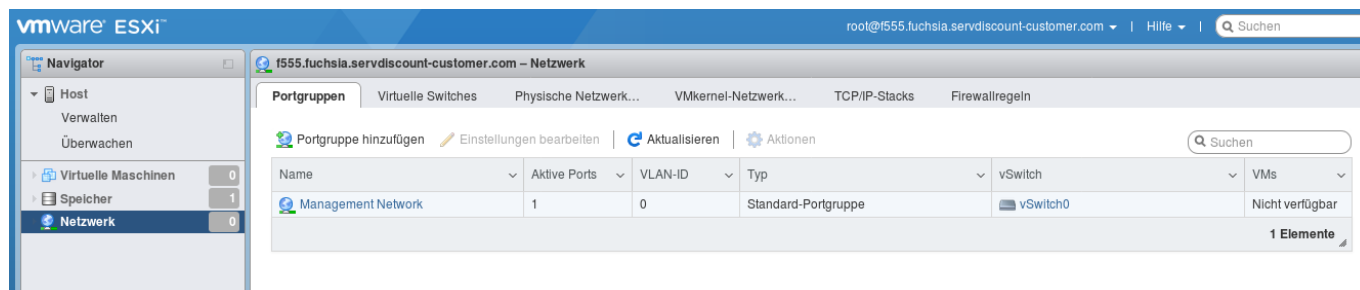 vmware ESXi™
root@f555.fuchsia.servdiscount-customer.com | Hilfe | Suchen
Navigator
Host
Verwalten
Überwachen
Virtuelle Maschinen 0
Speicher 1
Netzwerk 0
f555.fuchsia.servdiscount-customer.com – Netzwerk
Portgruppen Virtuelle Switches Physische Netzwerk... VMkernel-Netzwerk... TCP/IP-Stacks Firewallregeln
Portgruppe hinzufügen Einstellungen bearbeiten | Aktualisieren | Aktionen
Suchen
Name Aktive Ports VLAN-ID Typ vSwitch VMs
Management Network 1 0 Standard-Portgruppe vSwitch0 Nicht verfügbar
1 Elemente